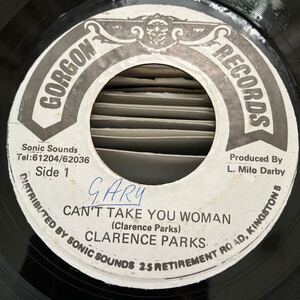 GORGON RECORDS
Sonic Sounds
Tel:61204/62036
Side 1
Produced By
L. Milo Darby
GARY
CAN'T TAKE YOU WOMAN
(Clarence Parks)
CLARENCE PARKS
DISTRIBUTED BY SONIC SOUNDS 25 RETIREMENT ROAD, KINGSTON 5